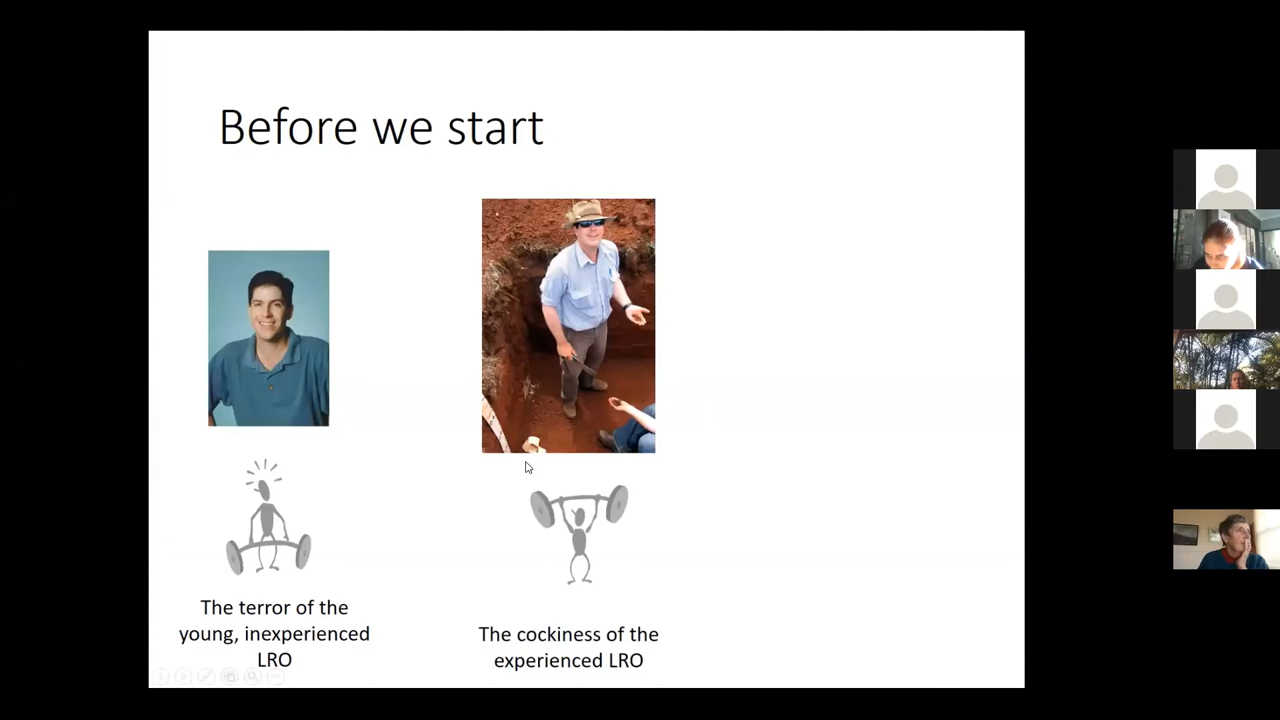 Before we start
The terror of the
young, inexperienced
LRO
The cockiness of the
experienced LRO